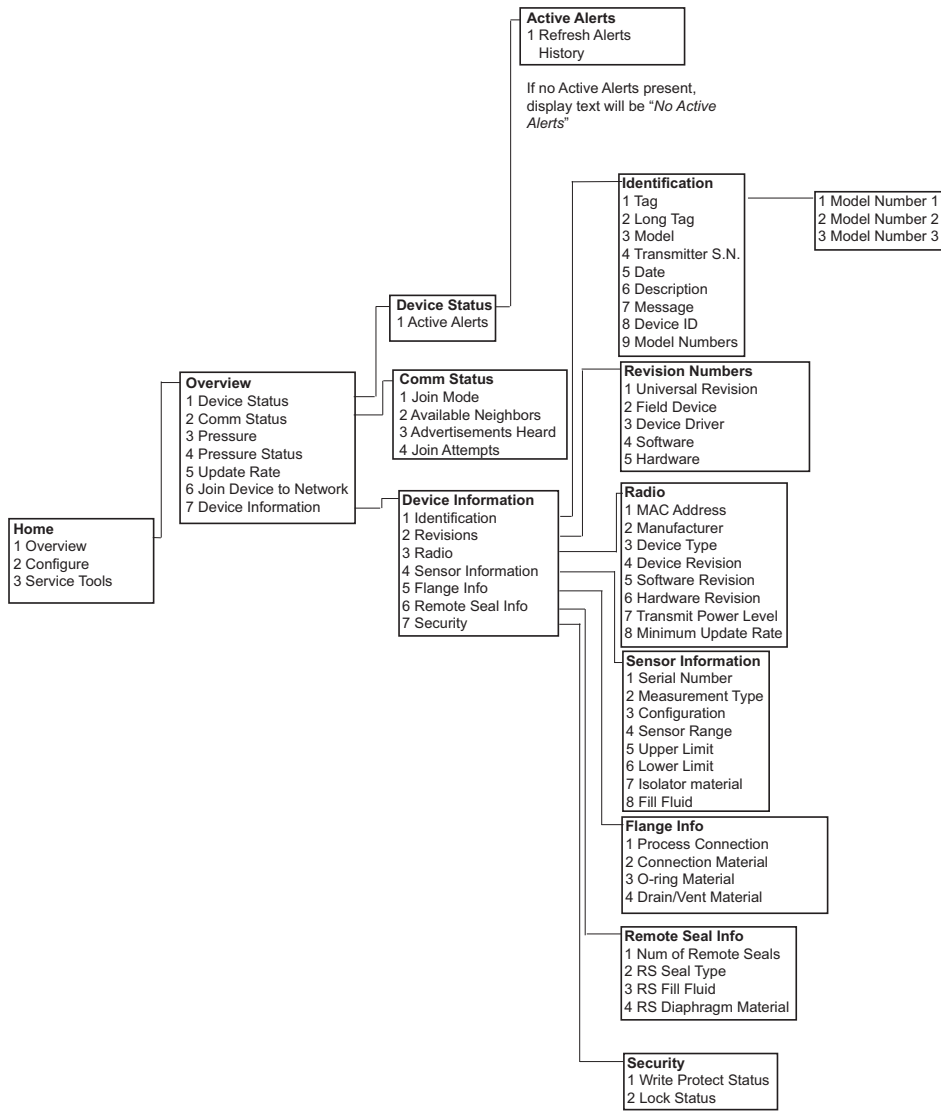 Active Alerts
1 Refresh Alerts
History
If no Active Alerts present,
display text will be “No Active
Alerts”
Identification
1 Tag
2 Long Tag
3 Model
4 Transmitter S.N.
5 Date
6 Description
7 Message
8 Device ID
9 Model Numbers
1 Model Number 1
2 Model Number 2
3 Model Number 3
Device Status
1 Active Alerts
Overview
1 Device Status
2 Comm Status
3 Pressure
4 Pressure Status
5 Update Rate
6 Join Device to Network
7 Device Information
Comm Status
1 Join Mode
2 Available Neighbors
3 Advertisements Heard
4 Join Attempts
Revision Numbers
1 Universal Revision
2 Field Device
3 Device Driver
4 Software
5 Hardware
Home
1 Overview
2 Configure
3 Service Tools
Device Information
1 Identification
2 Revisions
3 Radio
4 Sensor Information
5 Flange Info
6 Remote Seal Info
7 Security
Radio
1 MAC Address
2 Manufacturer
3 Device Type
4 Device Revision
5 Software Revision
6 Hardware Revision
7 Transmit Power Level
8 Minimum Update Rate
Sensor Information
1 Serial Number
2 Measurement Type
3 Configuration
4 Sensor Range
5 Upper Limit
6 Lower Limit
7 Isolator material
8 Fill Fluid
Flange Info
1 Process Connection
2 Connection Material
3 O-ring Material
4 Drain/Vent Material
Remote Seal Info
1 Num of Remote Seals
2 RS Seal Type
3 RS Fill Fluid
4 RS Diaphragm Material
Security
1 Write Protect Status
2 Lock Status